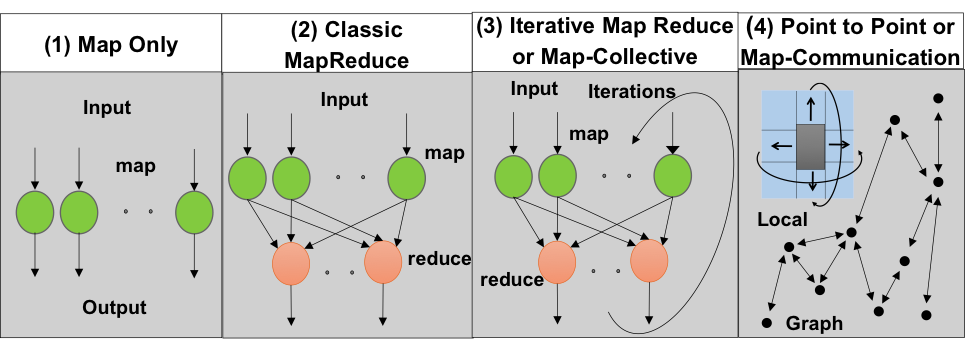 (1) Map Only
Input
map
Output
(2) Classic
MapReduce
Input
map
reduce
(3) Iterative Map Reduce
or Map-Collective
Input
Iterations
map
reduce
(4) Point to Point or
Map-Communication
Local
Graph